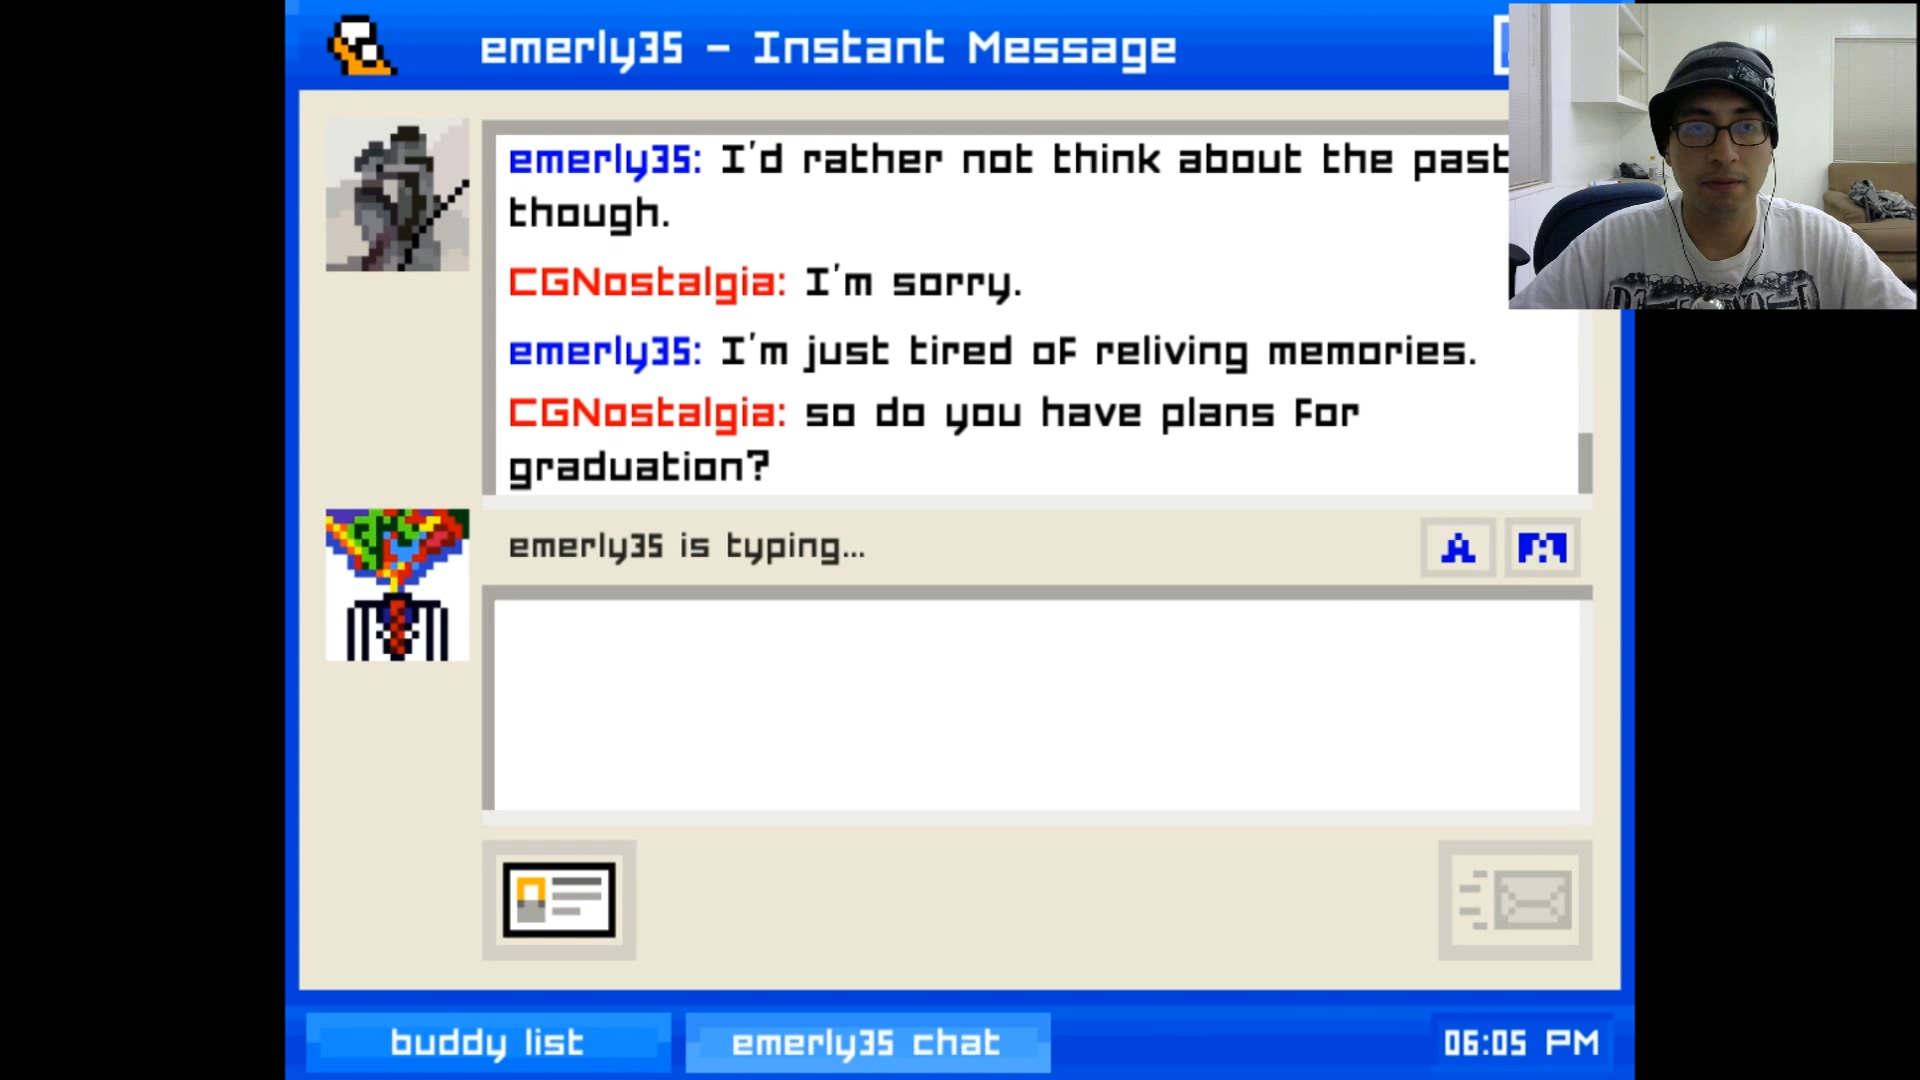 emerly35 - Instant Message
emerly35: I'd rather not think about the past
though.
CGNostalgia: I'm sorry.
emerly35: I'm just tired of reliving memories.
CGNostalgia: so do you have plans for
graduation?
emerly35 is typing...
A M
buddy list
emerly35 chat
06:05 PM